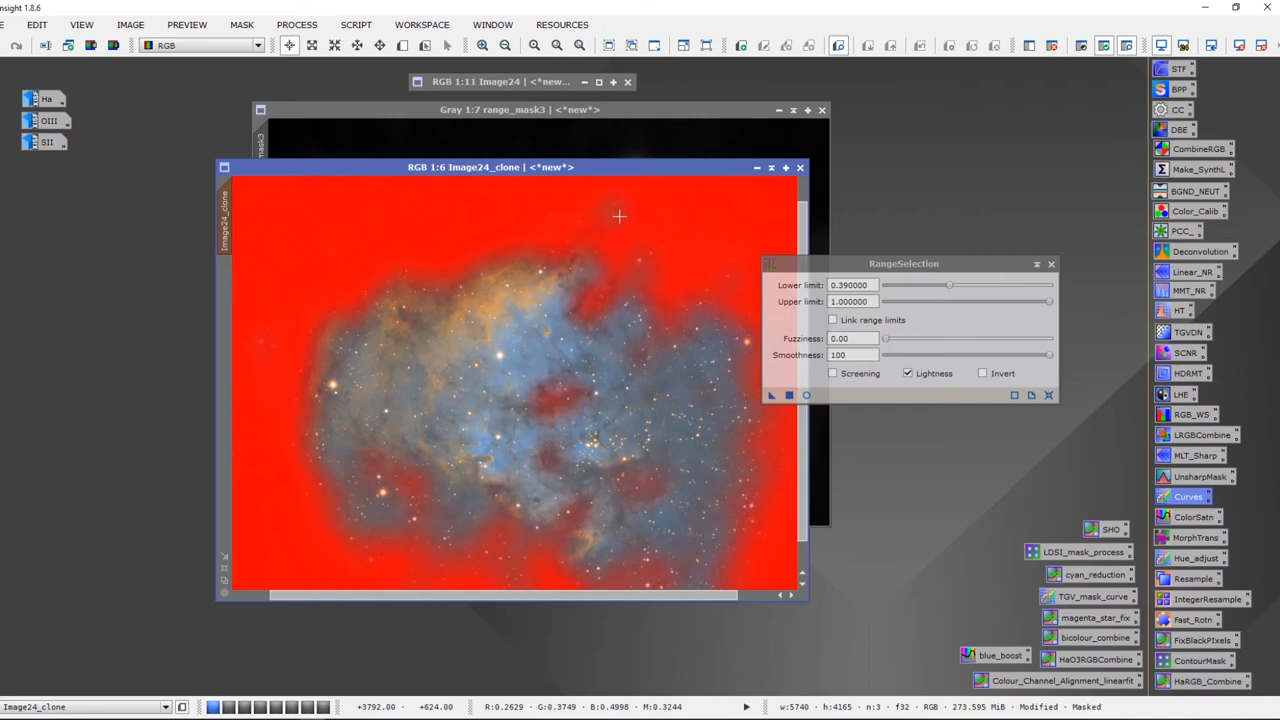 nsight 1.8.6
E EDIT VIEW IMAGE PREVIEW MASK PROCESS SCRIPT WORKSPACE WINDOW RESOURCES
RGB
RGB 1:11 Image24 | <*new...
Gray 1:7 range_mask3 | <*new*>
mask3
RGB 1:6 Image24_clone | <*new*>
Image24_clone
Ha
OIII
SII
RangeSelection
Lower limit: 0.390000
Upper limit: 1.000000
Link range limits
Fuzziness: 0.00
Smoothness: 100
Screening Lightness Invert
STF
BPP
CC
DBE
CombineRGB
Make_SynthL
BGND_NEUT
Color_Calib
PCC_
Deconvolution
Linear_NR
MMT_NR
HT
TGVDN
SCNR
HDRMT
LHE
RGB_WS
LRGBCombine
MLT_Sharp
UnsharpMask
Curves
ColorSatn
MorphTrans
Hue_adjust
Resample
IntegerResample
Fast_Rotn
FixBlackPIxels
ContourMask
HaRGB_Combine
SHO
LDSI_mask_process
cyan_reduction
TGV_mask_curve
magenta_star_fix
bicolour_combine
blue_boost
HaO3RGBCombine
Colour_Channel_Alignment_linearfit
Image24_clone
+3792.00 +624.00 R:0.2629 G:0.3749 B:0.4998 M:0.3244
w:5740 · h:4165 · n:3 · f32 · RGB · 273.595 MiB · Modified · Masked